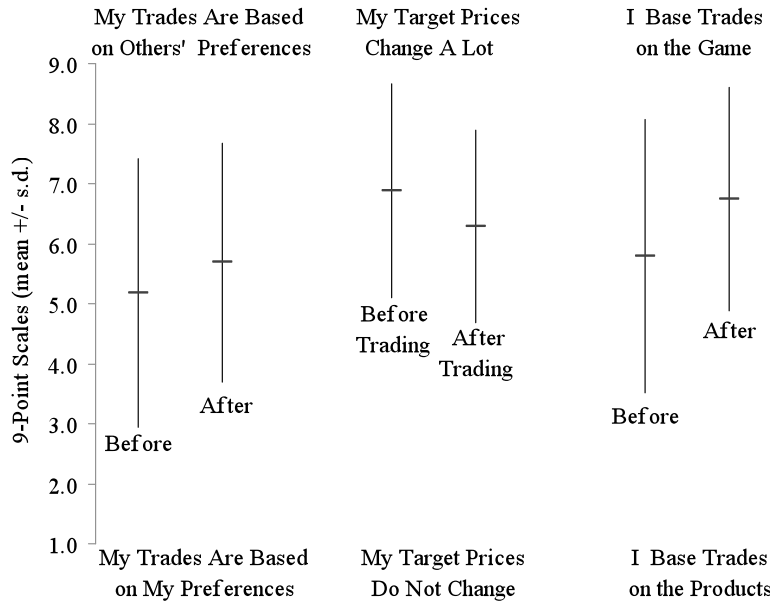 My Trades Are Based
on Others' Preferences
My Target Prices
Change A Lot
I Base Trades
on the Game
9-Point Scales (mean +/- s.d.)
9.0
8.0
7.0
6.0
5.0
4.0
3.0
2.0
1.0
Before
After
Before
Trading
After
Trading
Before
After
My Trades Are Based
on My Preferences
My Target Prices
Do Not Change
I Base Trades
on the Products